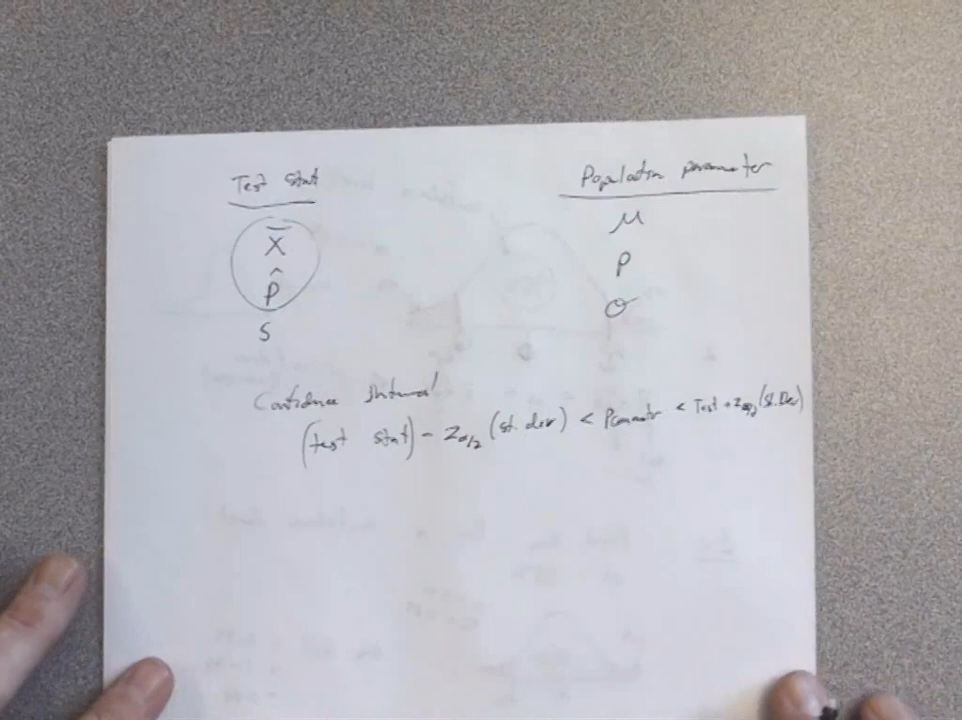 Test Stat
Population parameter
X̄
μ
p̂
p
S
σ
Confidence Interval
(test stat) - Zα/2 (st. dev) < Parameter < Test + Zα/2 (St. Dev)